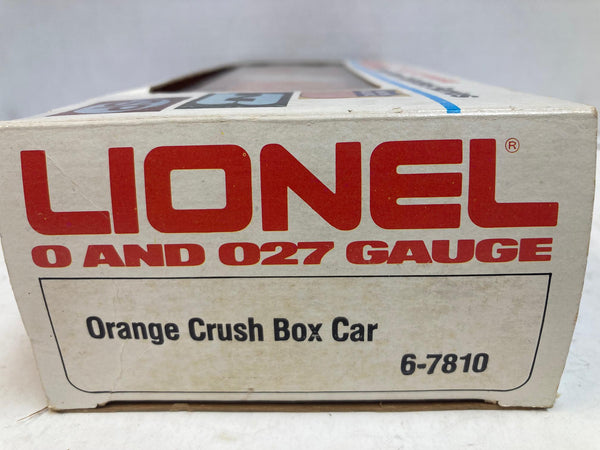 LIONEL®
O AND O27 GAUGE
Orange Crush Box Car
6-7810